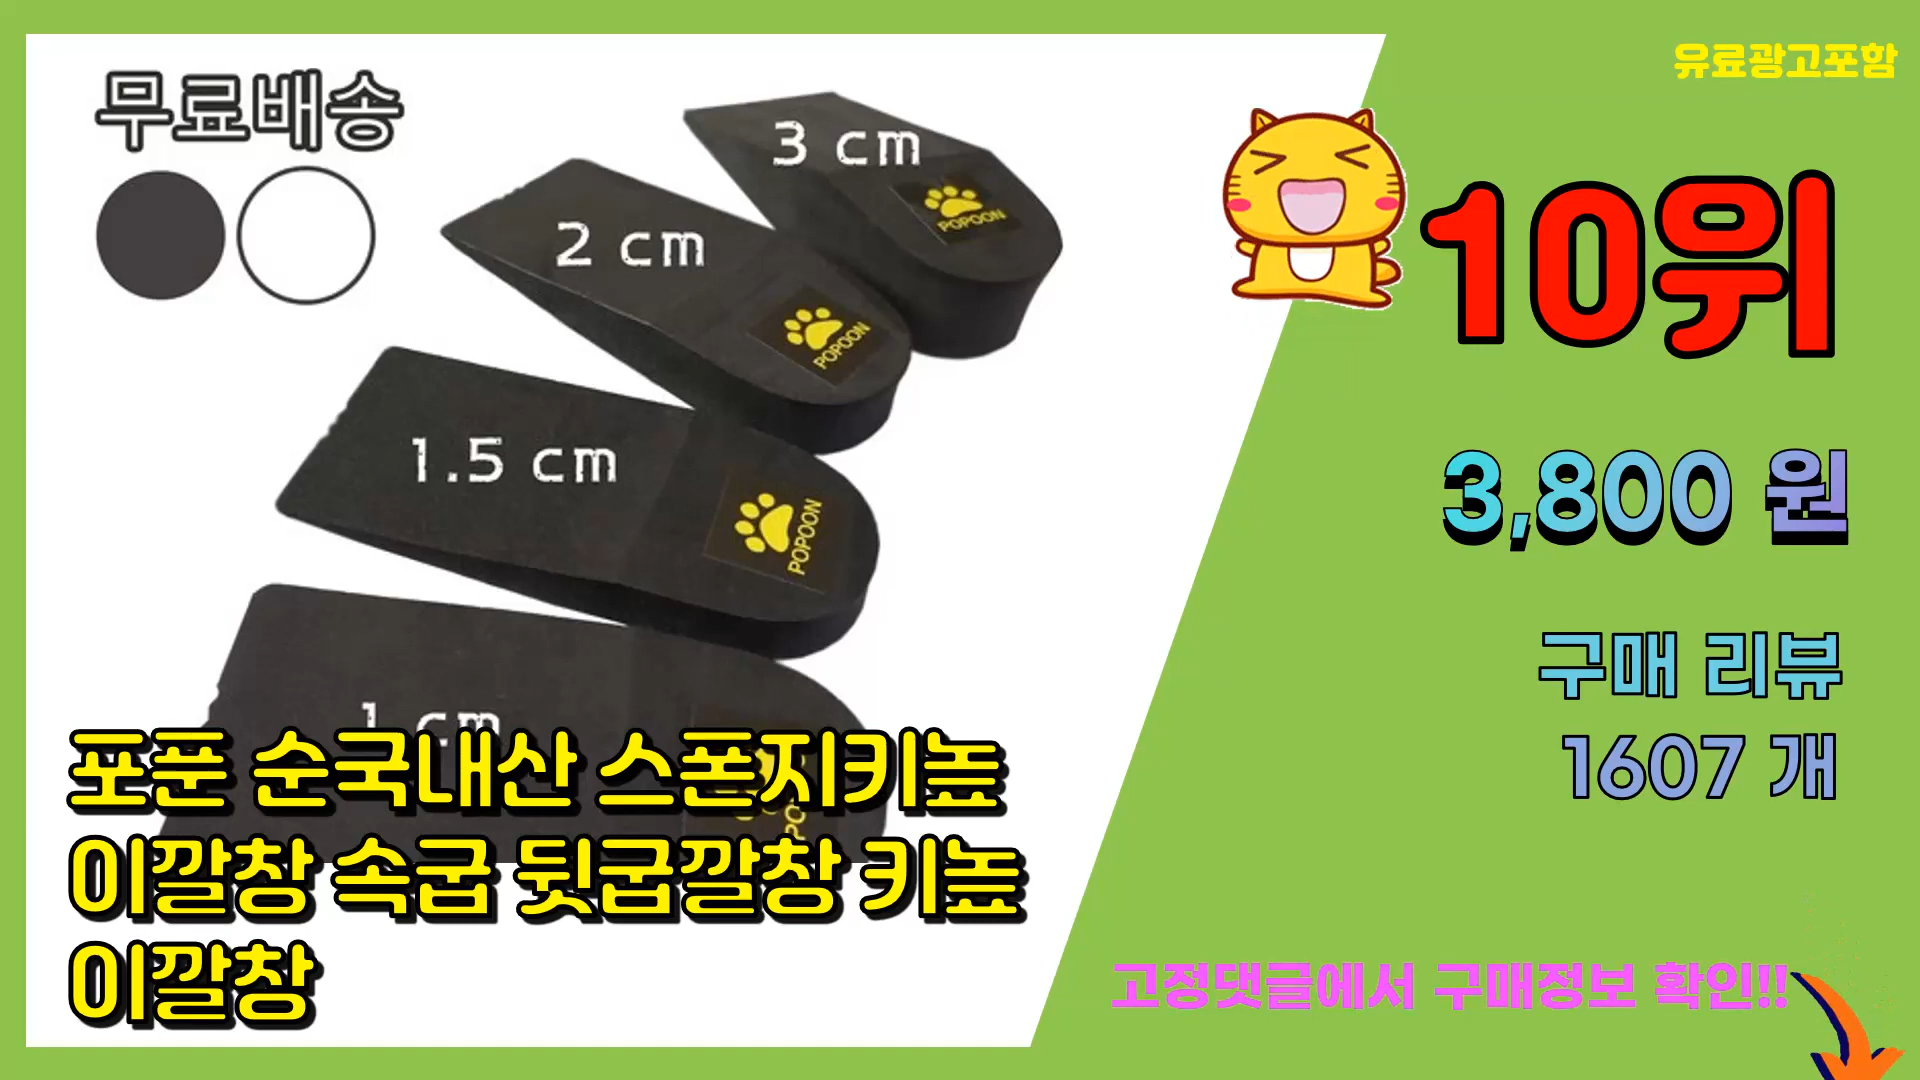 유료광고포함
무료배송
3 cm
POPOON
10위
2 cm
POPOON
1.5 cm
POPOON
3,800 원
구매 리뷰
1607 개
1 cm
포푼 순국내산 스폰지키높
이깔창 속굽 뒷굽깔창 키높
이깔창
고정댓글에서 구매정보 확인!!